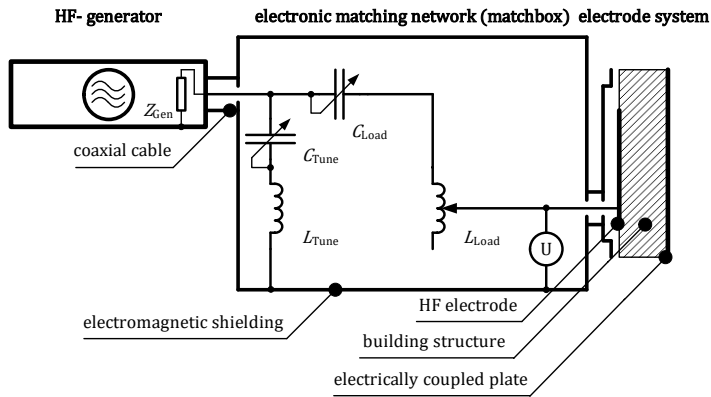 HF- generator
electronic matching network (matchbox)
electrode system
Z_Gen
coaxial cable
C_Load
C_Tune
L_Tune
L_Load
U
HF electrode
electromagnetic shielding
building structure
electrically coupled plate